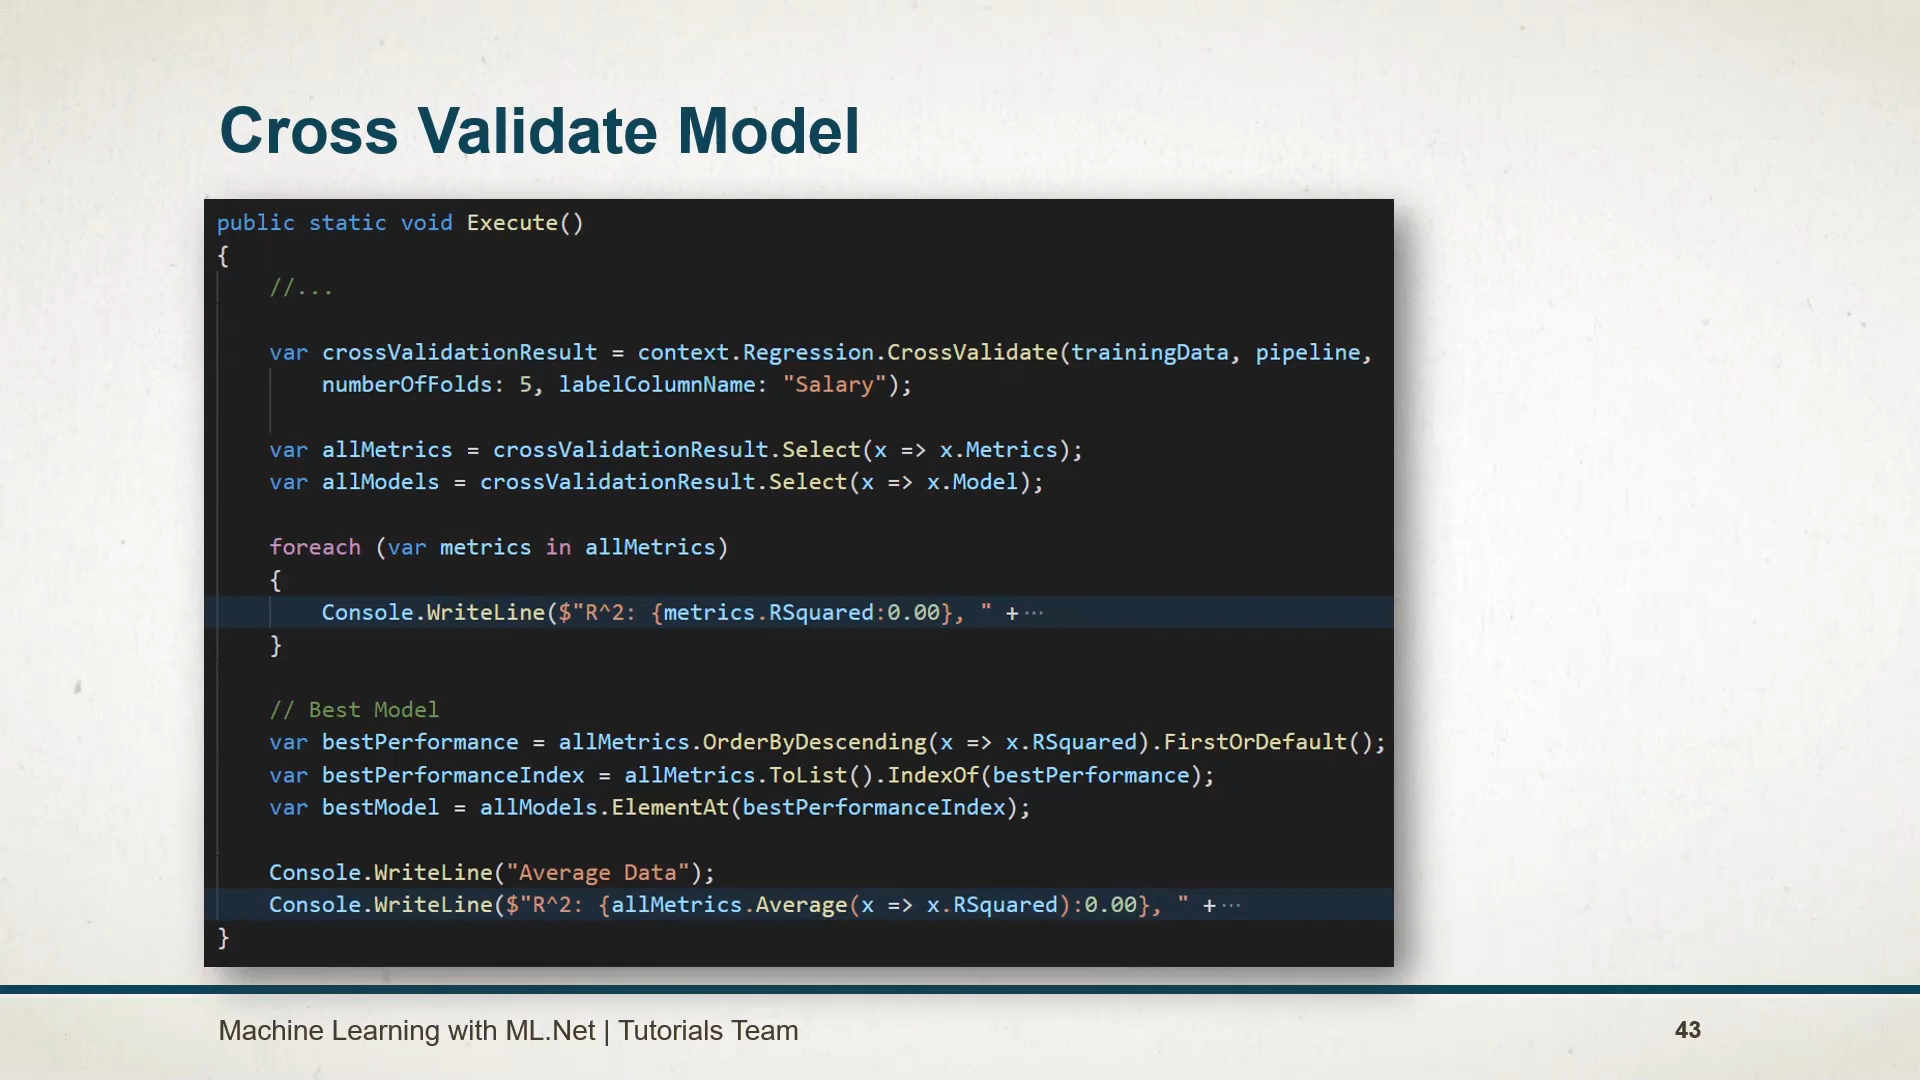 Cross Validate Model
public static void Execute()
{
//...
var crossValidationResult = context.Regression.CrossValidate(trainingData, pipeline,
numberOfFolds: 5, labelColumnName: "Salary");
var allMetrics = crossValidationResult.Select(x => x.Metrics);
var allModels = crossValidationResult.Select(x => x.Model);
foreach (var metrics in allMetrics)
{
Console.WriteLine($"R^2: {metrics.RSquared:0.00}, " + ···
}
// Best Model
var bestPerformance = allMetrics.OrderByDescending(x => x.RSquared).FirstOrDefault();
var bestPerformanceIndex = allMetrics.ToList().IndexOf(bestPerformance);
var bestModel = allModels.ElementAt(bestPerformanceIndex);
Console.WriteLine("Average Data");
Console.WriteLine($"R^2: {allMetrics.Average(x => x.RSquared):0.00}, " + ···
}
Machine Learning with ML.Net | Tutorials Team
43